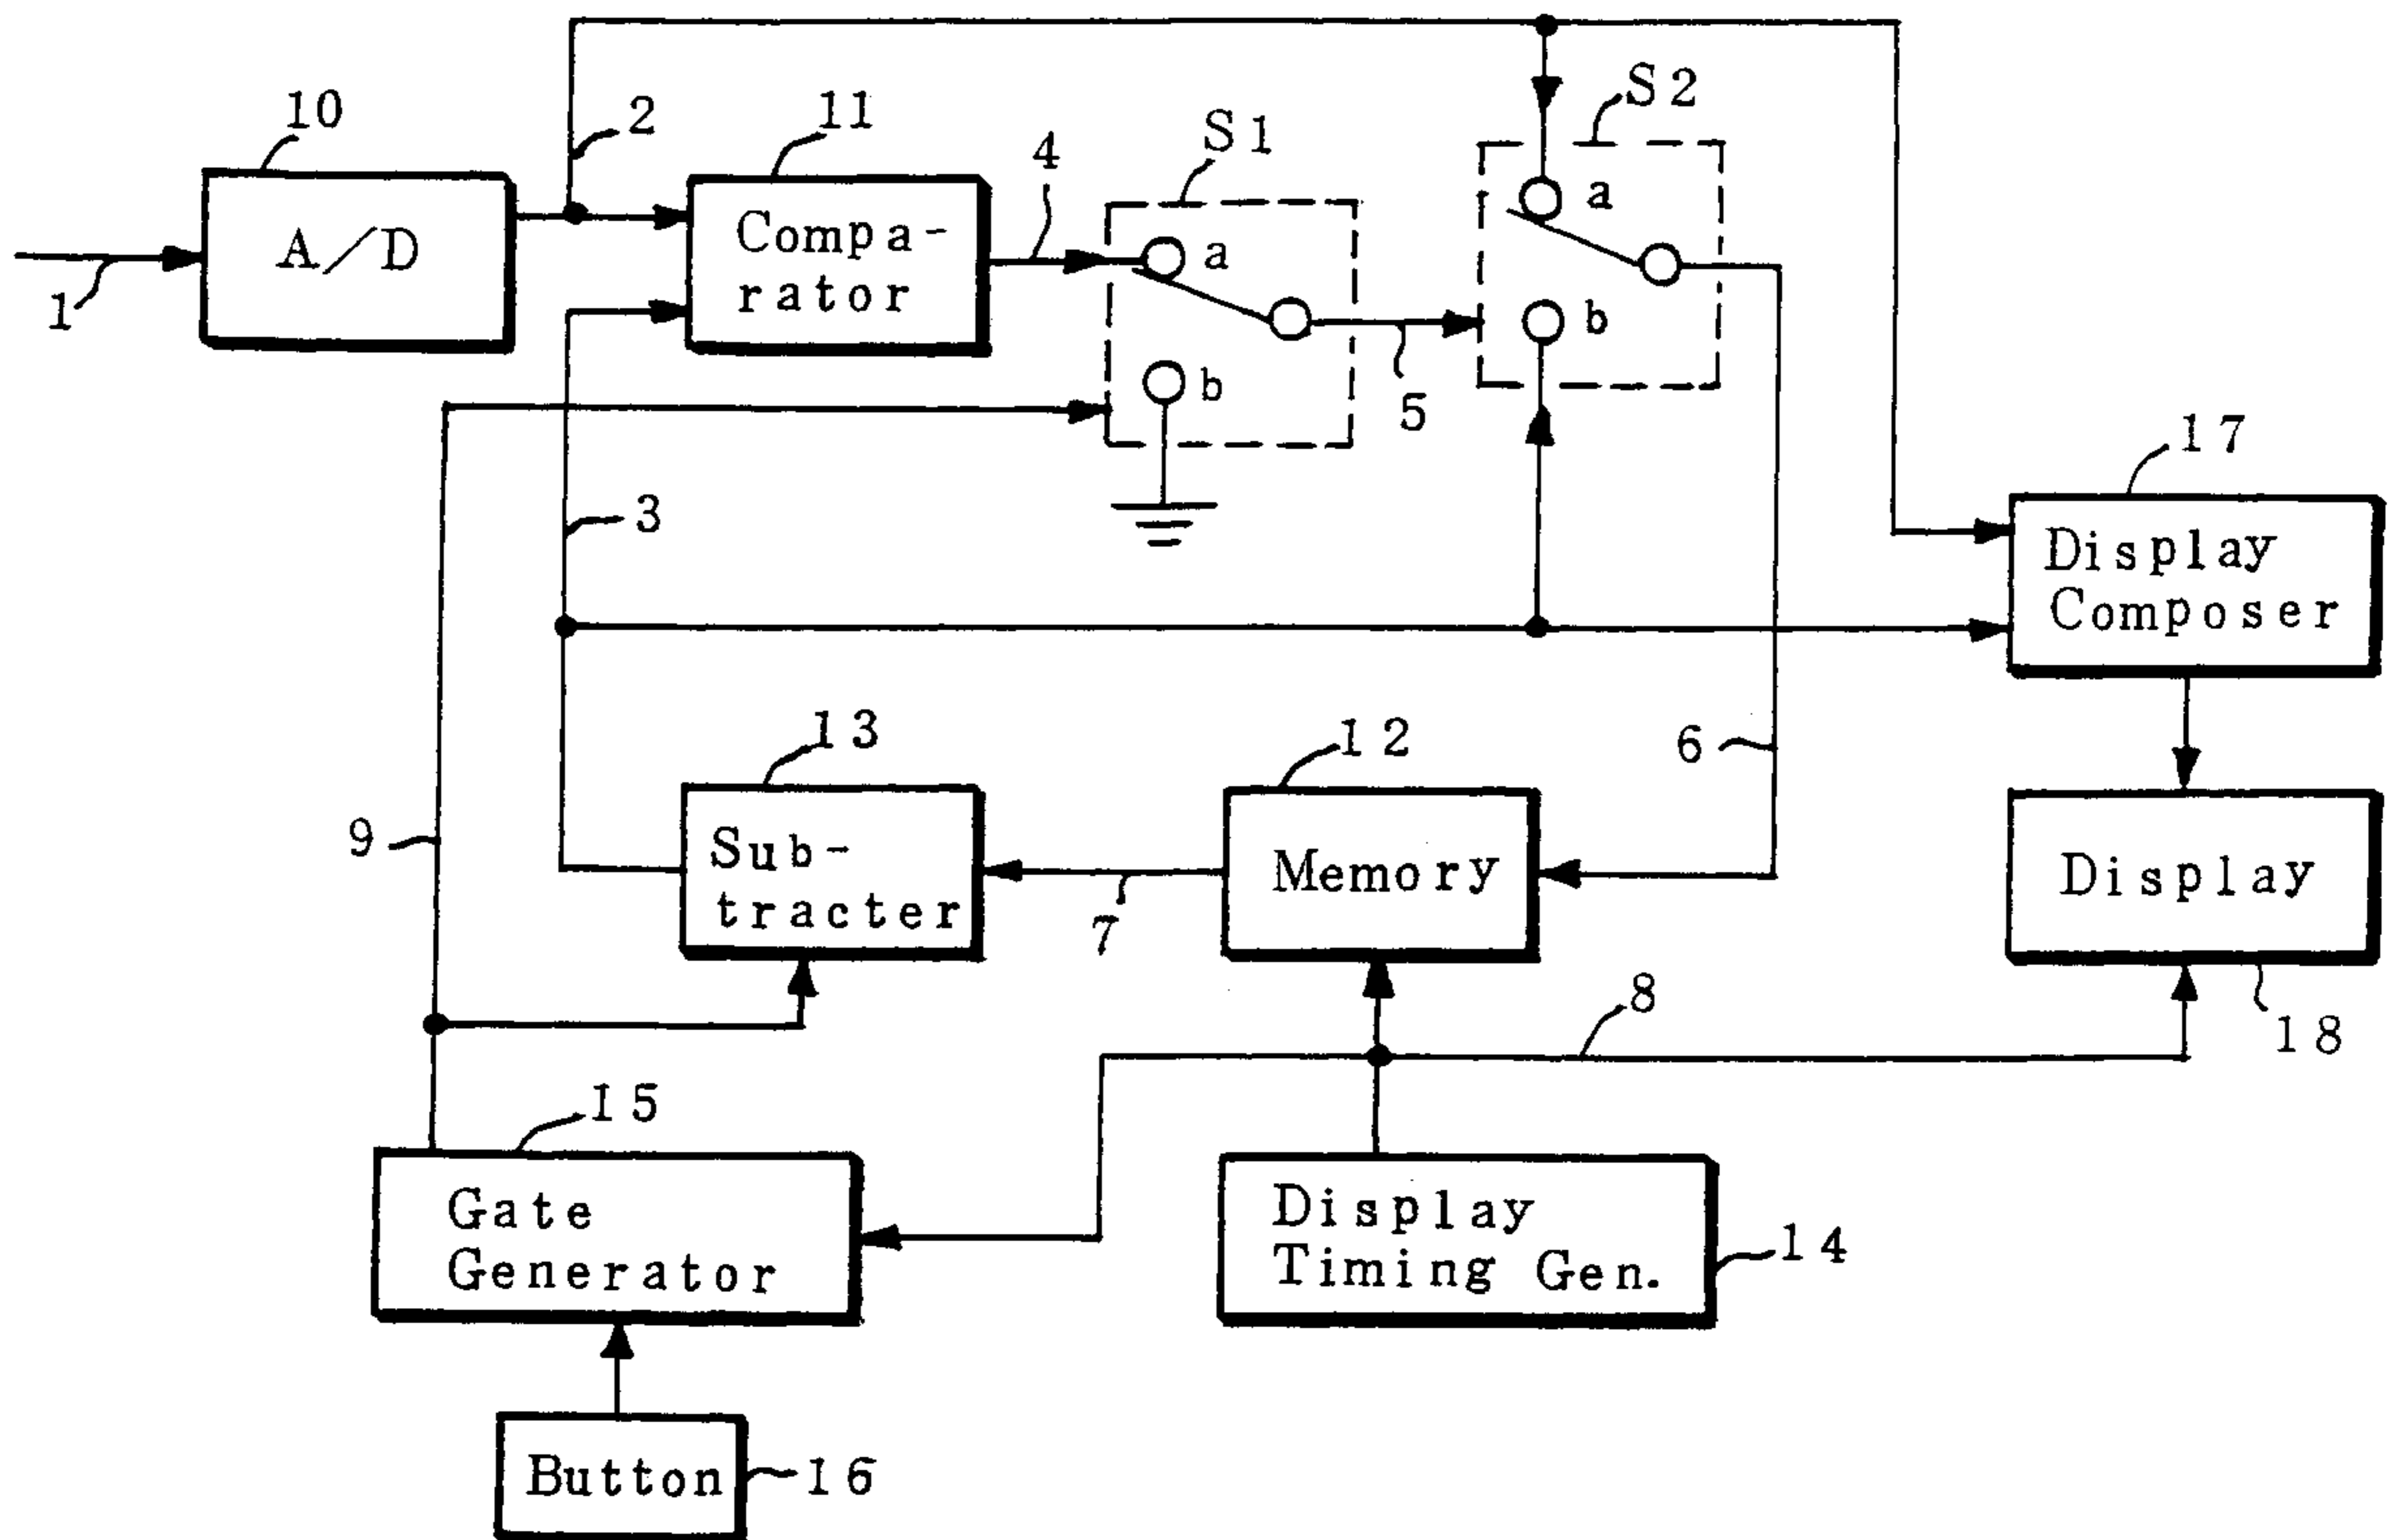 10
2
11
S1
4
S2
A/D
Compa-
rator
a
b
a
b
1
5
3
17
Display
Composer
13
12
6
9
Sub-
tracter
Memory
Display
7
8
18
15
Gate
Generator
Display
Timing Gen.
14
Button
16